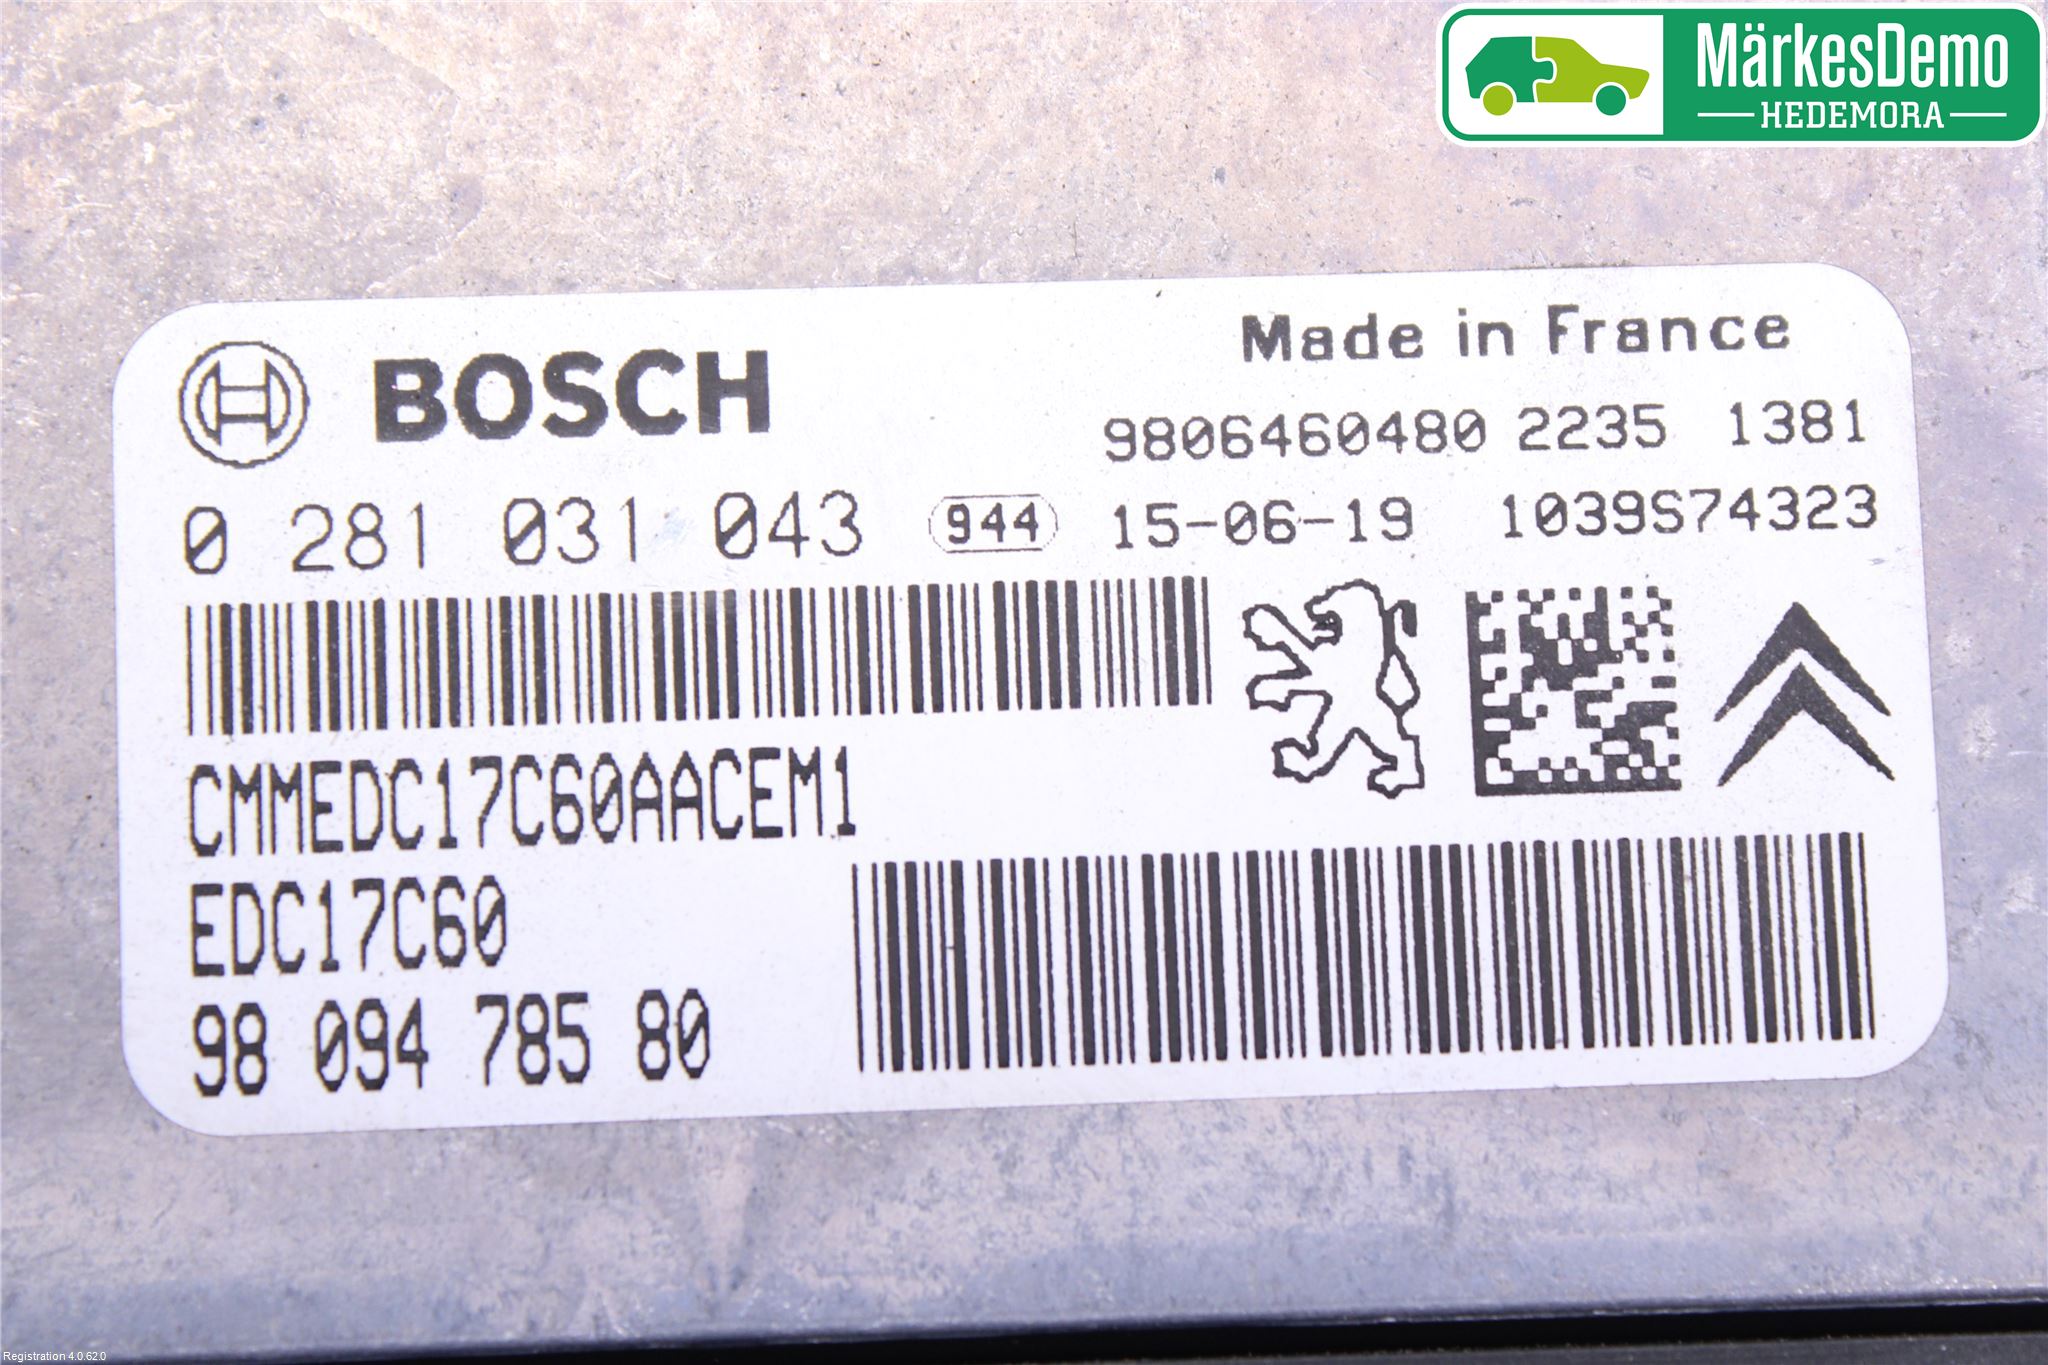 MärkesDemo
HEDEMORA
Made in France
BOSCH
9806460480 2235 1381
0 281 031 043 944 15-06-19 1039S74323
CMMEDC17C60AACEM1
EDC17C60
98 094 785 80
Registration 4.0.62.0